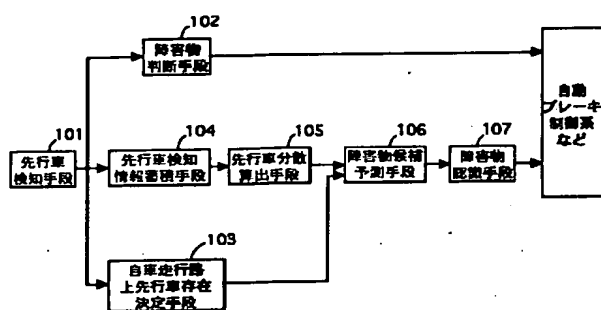 102
障害物
判断手段
自動
ブレーキ
制御系
など
101
先行車
検知手段
104
先行車検知
情報蓄積手段
105
先行車分散
算出手段
106
障害物候補
予測手段
107
障害物
認識手段
103
自車走行路
上先行車存在
決定手段